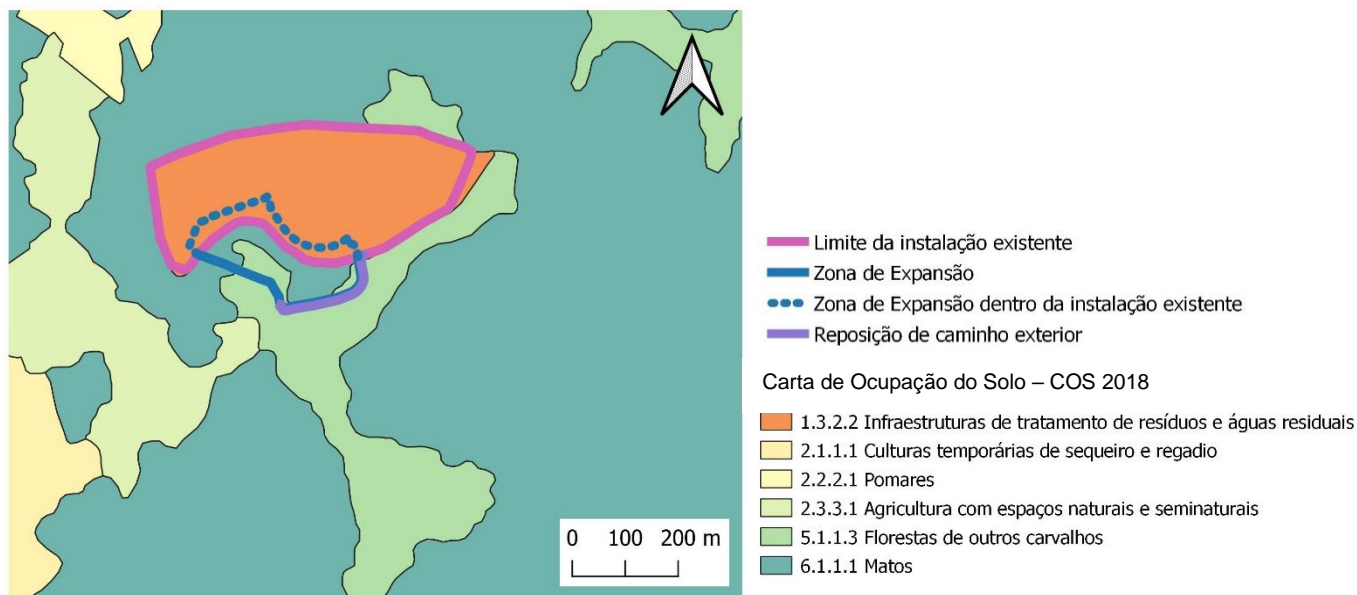 Limite da instalação existente
Zona de Expansão
Zona de Expansão dentro da instalação existente
Reposição de caminho exterior
Carta de Ocupação do Solo – COS 2018
1.3.2.2 Infraestruturas de tratamento de resíduos e águas residuais
2.1.1.1 Culturas temporárias de sequeiro e regadio
2.2.2.1 Pomares
2.3.3.1 Agricultura com espaços naturais e seminaturais
5.1.1.3 Florestas de outros carvalhos
6.1.1.1 Matos
0 100 200 m